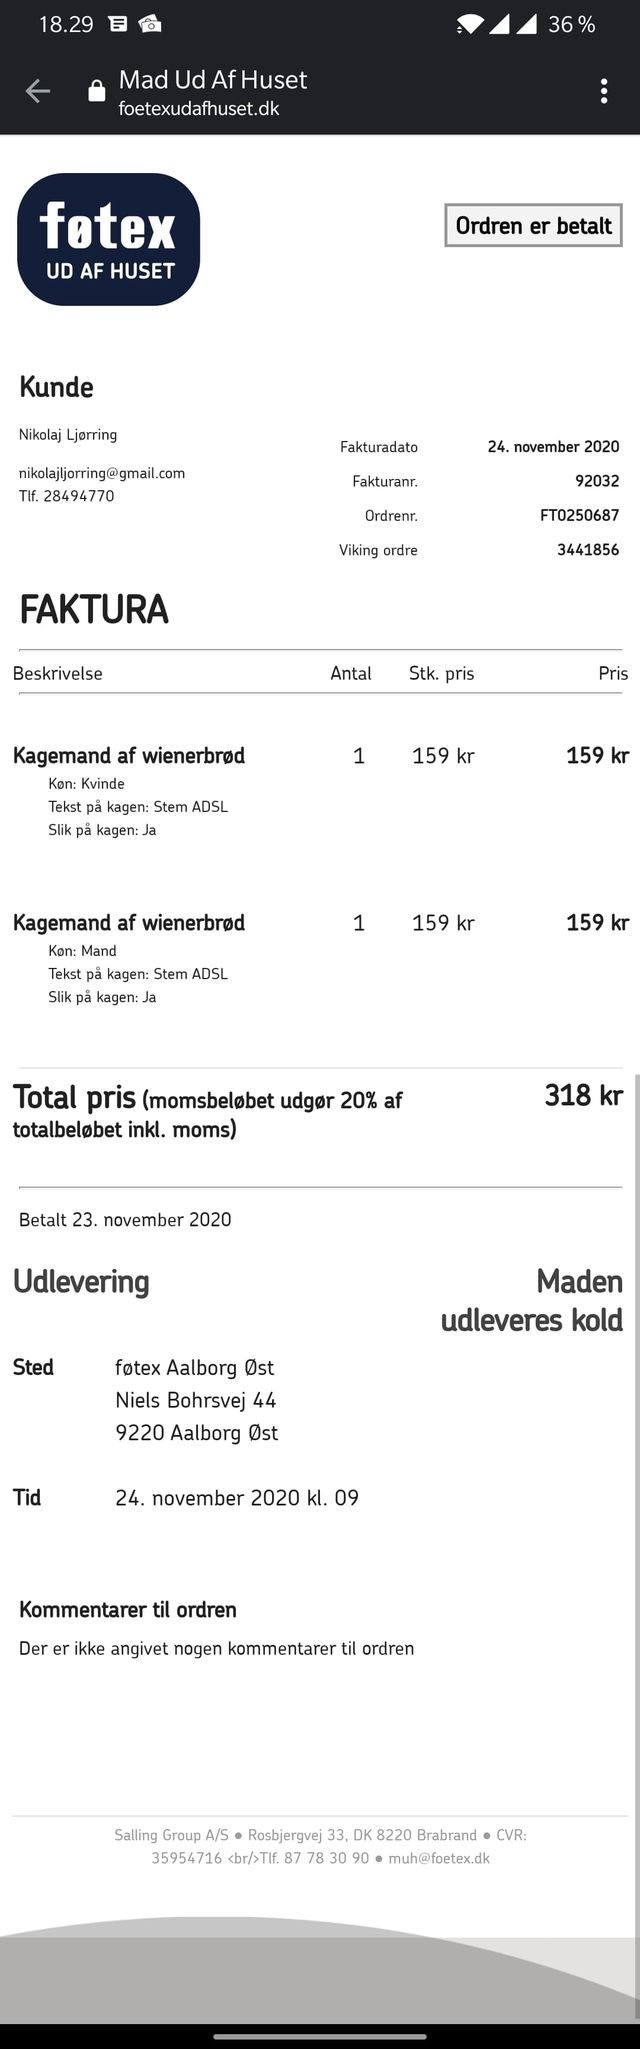 18.29
36 %
Mad Ud Af Huset
foetexudafhuset.dk
føtex
UD AF HUSET
Ordren er betalt
Kunde
Nikolaj Ljørring
nikolajljorring@gmail.com
Tlf. 28494770
Fakturadato 24. november 2020
Fakturanr. 92032
Ordrenr. FT0250687
Viking ordre 3441856
FAKTURA
Beskrivelse Antal Stk. pris Pris
Kagemand af wienerbrød 1 159 kr 159 kr
Køn: Kvinde
Tekst på kagen: Stem ADSL
Slik på kagen: Ja
Kagemand af wienerbrød 1 159 kr 159 kr
Køn: Mand
Tekst på kagen: Stem ADSL
Slik på kagen: Ja
Total pris (momsbeløbet udgør 20% af 318 kr
totalbeløbet inkl. moms)
Betalt 23. november 2020
Udlevering
Maden
udleveres kold
Sted føtex Aalborg Øst
Niels Bohrsvej 44
9220 Aalborg Øst
Tid 24. november 2020 kl. 09
Kommentarer til ordren
Der er ikke angivet nogen kommentarer til ordren
Salling Group A/S ● Rosbjergvej 33, DK 8220 Brabrand ● CVR:
35954716 <br/>Tlf. 87 78 30 90 ● muh@foetex.dk